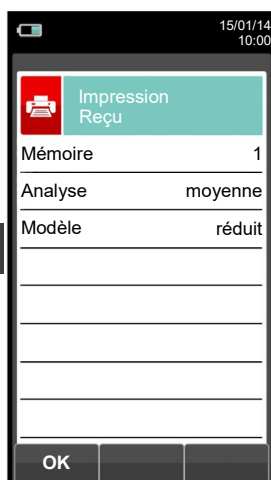 15/01/14
10:00
Impression
Reçu
Mémoire 1
Analyse moyenne
Modèle réduit
OK